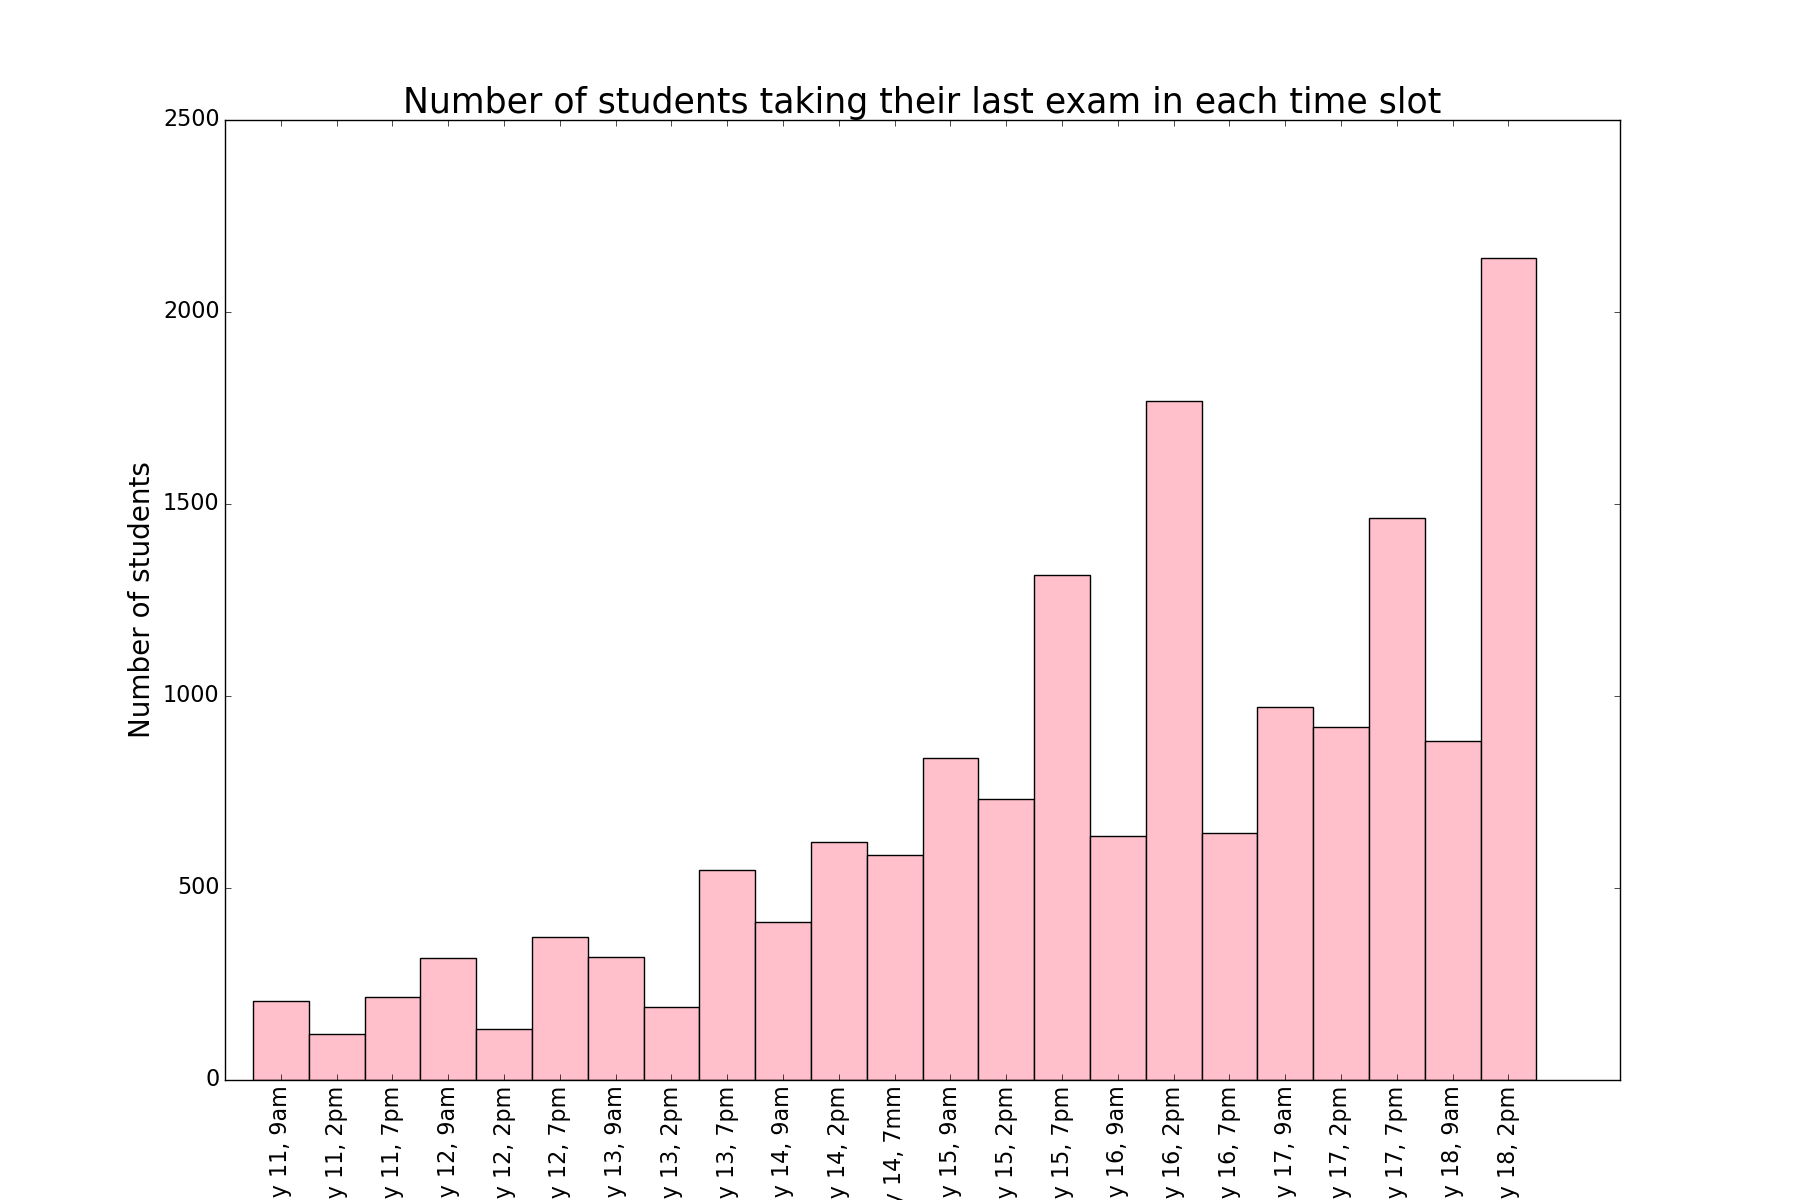 Number of students taking their last exam in each time slot
Number of students
2500
2000
1500
1000
500
0
y 11, 9am
y 11, 2pm
y 11, 7pm
y 12, 9am
y 12, 2pm
y 12, 7pm
y 13, 9am
y 13, 2pm
y 13, 7pm
y 14, 9am
y 14, 2pm
y 14, 7mm
y 15, 9am
y 15, 2pm
y 15, 7pm
y 16, 9am
y 16, 2pm
y 16, 7pm
y 17, 9am
y 17, 2pm
y 17, 7pm
y 18, 9am
y 18, 2pm